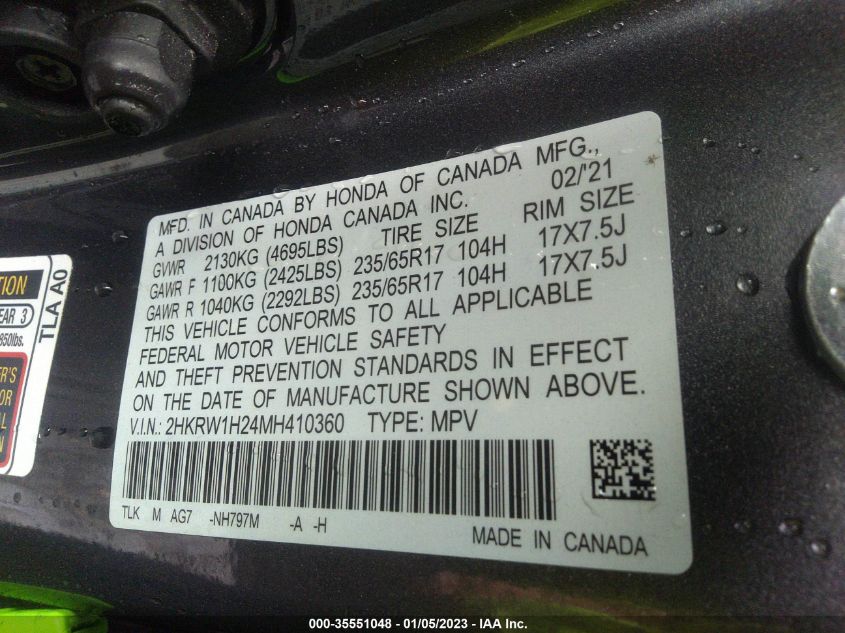 MFD. IN CANADA BY HONDA OF CANADA MFG.,
A DIVISION OF HONDA CANADA INC. 02/'21
GVWR 2130KG (4695LBS) TIRE SIZE RIM SIZE
GAWR F 1100KG (2425LBS) 235/65R17 104H 17X7.5J
GAWR R 1040KG (2292LBS) 235/65R17 104H 17X7.5J
THIS VEHICLE CONFORMS TO ALL APPLICABLE
FEDERAL MOTOR VEHICLE SAFETY
AND THEFT PREVENTION STANDARDS IN EFFECT
ON THE DATE OF MANUFACTURE SHOWN ABOVE.
V.I.N.: 2HKRW1H24MH410360 TYPE: MPV
TLK M AG7 -NH797M -A -H
MADE IN CANADA
EAR 3
850lbs.
TLA A0
000-35551048 - 01/05/2023 - IAA Inc.